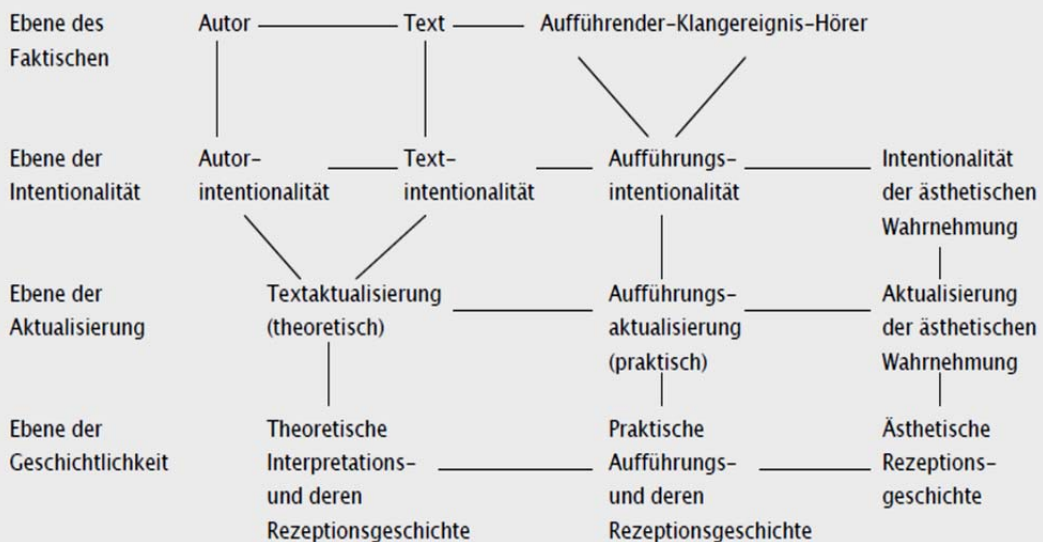 Ebene des Autor Text Aufführender-Klangereignis-Hörer
Faktischen
Ebene der Autor- Text- Aufführungs- Intentionalität
Intentionalität intentionalität intentionalität intentionalität der ästhetischen
Wahrnehmung
Ebene der Textaktualisierung Aufführungs- Aktualisierung
Aktualisierung (theoretisch) aktualisierung der ästhetischen
(praktisch) Wahrnehmung
Ebene der Theoretische Praktische Ästhetische
Geschichtlichkeit Interpretations- Aufführungs- Rezeptions-
und deren und deren geschichte
Rezeptionsgeschichte Rezeptionsgeschichte